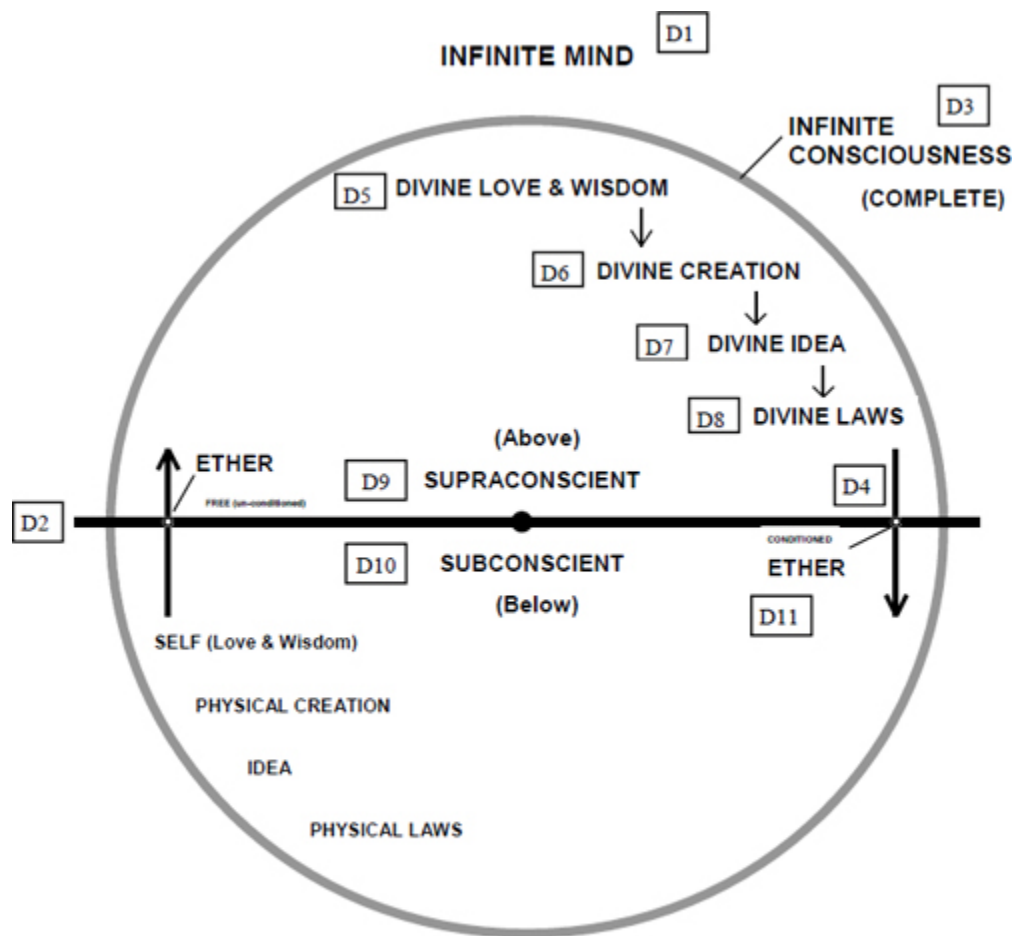 D1
INFINITE MIND
D3
INFINITE
CONSCIOUSNESS
(COMPLETE)
D5 DIVINE LOVE & WISDOM
D6 DIVINE CREATION
D7 DIVINE IDEA
D8 DIVINE LAWS
(Above)
ETHER
D9 SUPRACONSCIENT
D4
FREE (un-conditioned)
D2
CONDITIONED
D10 SUBCONSCIENT
ETHER
(Below)
D11
SELF (Love & Wisdom)
PHYSICAL CREATION
IDEA
PHYSICAL LAWS